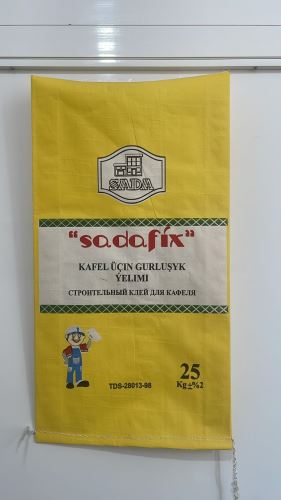 SADA
"sadafix"
KAFEL ÜÇIN GURLUŞYK
ÝELIMI
СТРОИТЕЛЬНЫЙ КЛЕЙ ДЛЯ КАФЕЛЯ
25
TDS-28013-98
Kg±%2